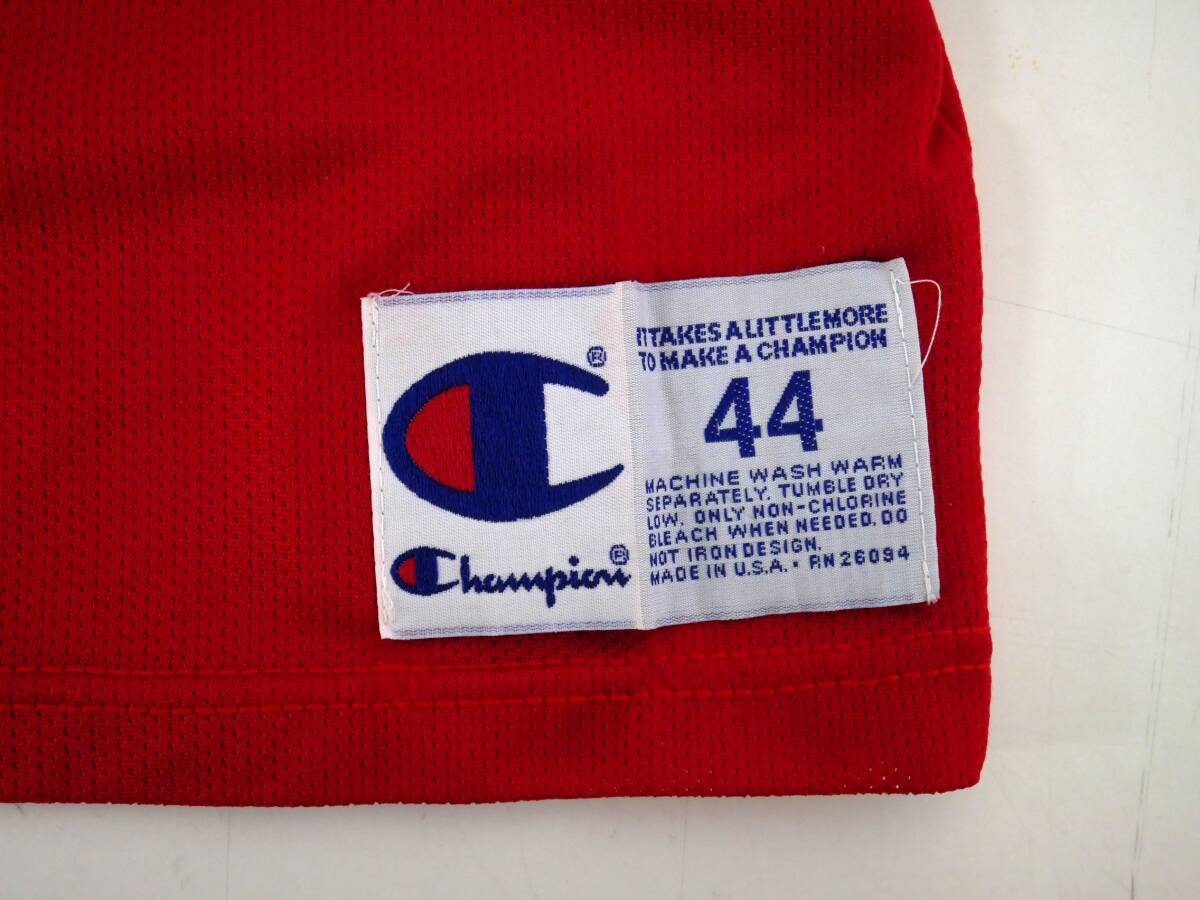 ®
Champion®
IT TAKES A LITTLE MORE
TO MAKE A CHAMPION
44
MACHINE WASH WARM
SEPARATELY. TUMBLE DRY
LOW. ONLY NON-CHLORINE
BLEACH WHEN NEEDED. DO
NOT IRON DESIGN.
MADE IN U.S.A. • RN 26094